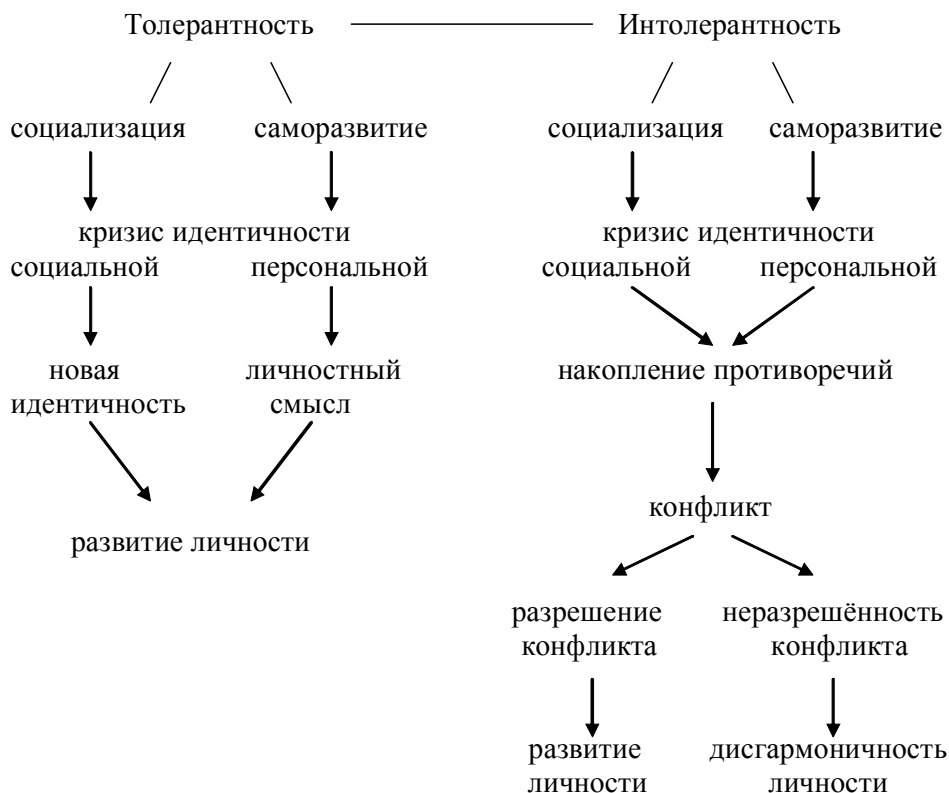 Толерантность Интолерантность
социализация саморазвитие социализация саморазвитие
кризис идентичности кризис идентичности
социальной персональной социальной персональной
новая личностный накопление противоречий
идентичность смысл
конфликт
развитие личности
разрешение неразрешённость
конфликта конфликта
развитие дисгармоничность
личности личности